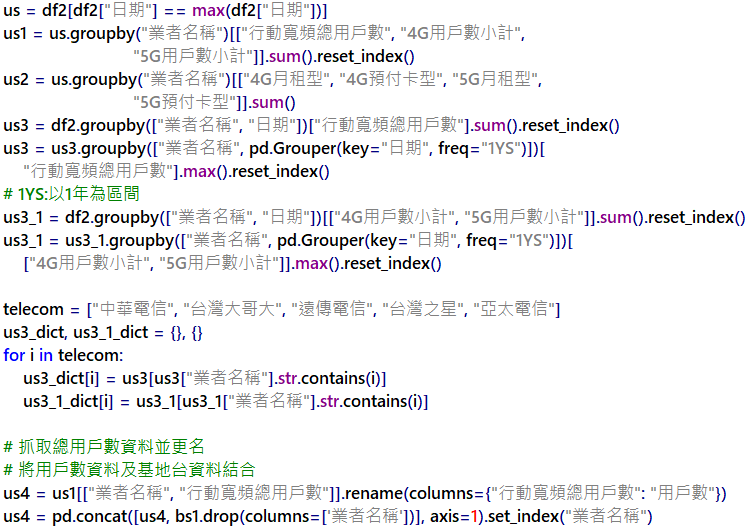 us = df2[df2["日期"] == max(df2["日期"])]
us1 = us.groupby("業者名稱")[["行動寬頻總用戶數", "4G用戶數小計",
"5G用戶數小計"]].sum().reset_index()
us2 = us.groupby("業者名稱")[["4G月租型", "4G預付卡型", "5G月租型",
"5G預付卡型"]].sum()
us3 = df2.groupby(["業者名稱", "日期"])["行動寬頻總用戶數"].sum().reset_index()
us3 = us3.groupby(["業者名稱", pd.Grouper(key="日期", freq="1YS")])[
"行動寬頻總用戶數"].max().reset_index()
# 1YS:以1年為區間
us3_1 = df2.groupby(["業者名稱", "日期"])[["4G用戶數小計", "5G用戶數小計"]].sum().reset_index()
us3_1 = us3_1.groupby(["業者名稱", pd.Grouper(key="日期", freq="1YS")])[
["4G用戶數小計", "5G用戶數小計"]].max().reset_index()
telecom = ["中華電信", "台灣大哥大", "遠傳電信", "台灣之星", "亞太電信"]
us3_dict, us3_1_dict = {}, {}
for i in telecom:
us3_dict[i] = us3[us3["業者名稱"].str.contains(i)]
us3_1_dict[i] = us3_1[us3_1["業者名稱"].str.contains(i)]
# 抓取總用戶數資料並更名
# 將用戶數資料及基地台資料結合
us4 = us1[["業者名稱", "行動寬頻總用戶數"]].rename(columns={"行動寬頻總用戶數": "用戶數"})
us4 = pd.concat([us4, bs1.drop(columns=['業者名稱'])], axis=1).set_index("業者名稱")